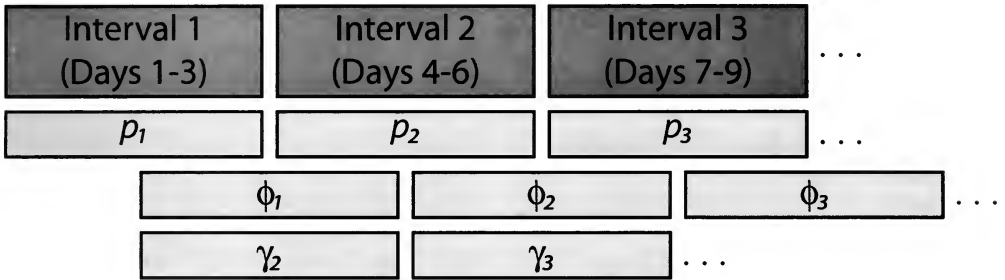 Interval 1 Interval 2 Interval 3
(Days 1-3) (Days 4-6) (Days 7-9) . . .
p₁ p₂ p₃ . . .
ϕ₁ ϕ₂ ϕ₃ . . .
γ₂ γ₃ . . .